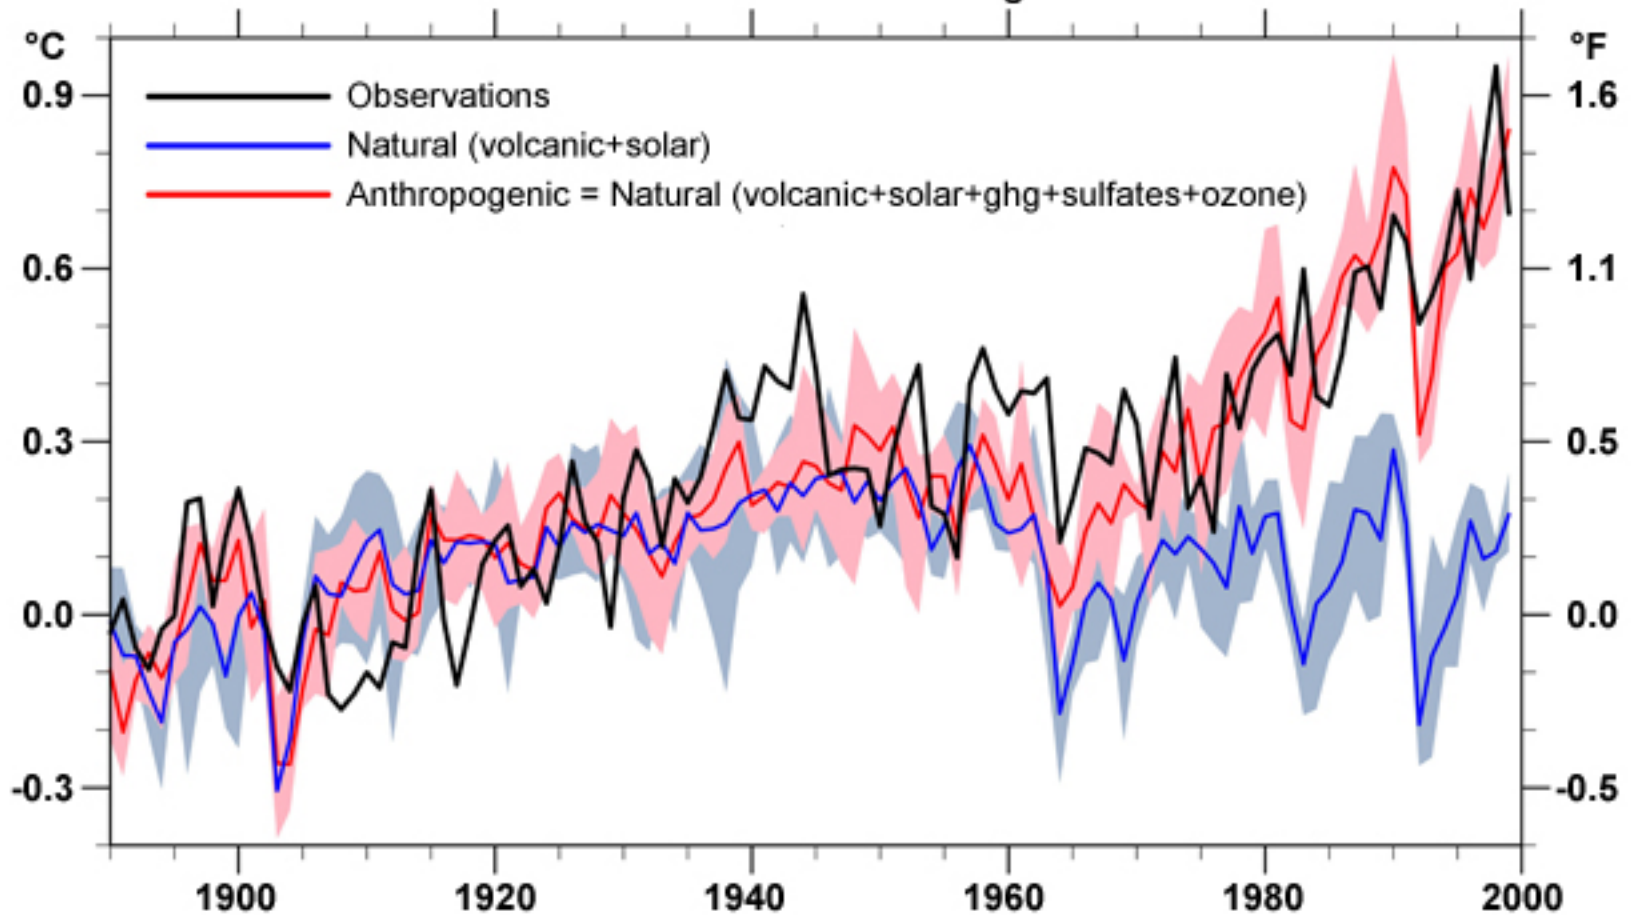 °C °F
0.9 1.6
Observations
Natural (volcanic+solar)
Anthropogenic = Natural (volcanic+solar+ghg+sulfates+ozone)
0.6 1.1
0.3 0.5
0.0 0.0
-0.3 -0.5
1900 1920 1940 1960 1980 2000